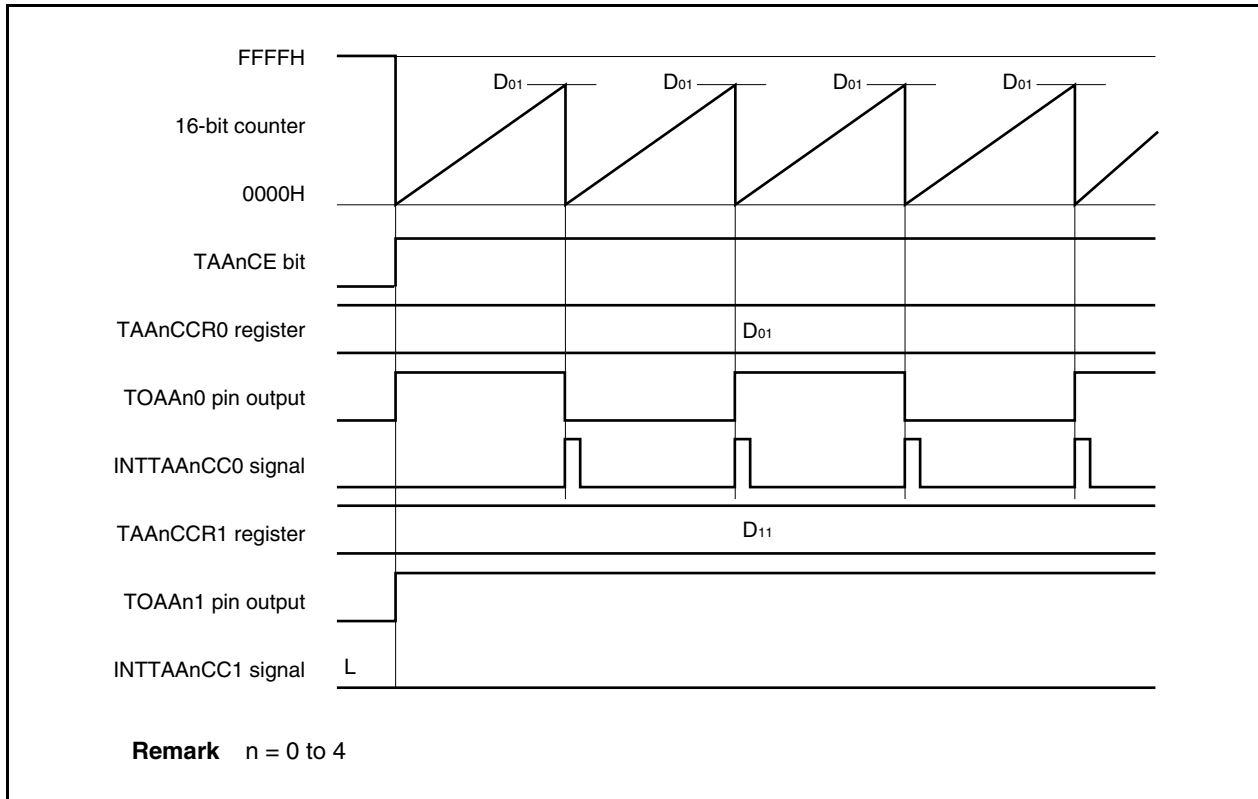 FFFFH
D01 D01 D01 D01
16-bit counter
0000H
TAAnCE bit
TAAnCCR0 register
D01
TOAAn0 pin output
INTTAAnCC0 signal
TAAnCCR1 register
D11
TOAAn1 pin output
INTTAAnCC1 signal
L
Remark n = 0 to 4